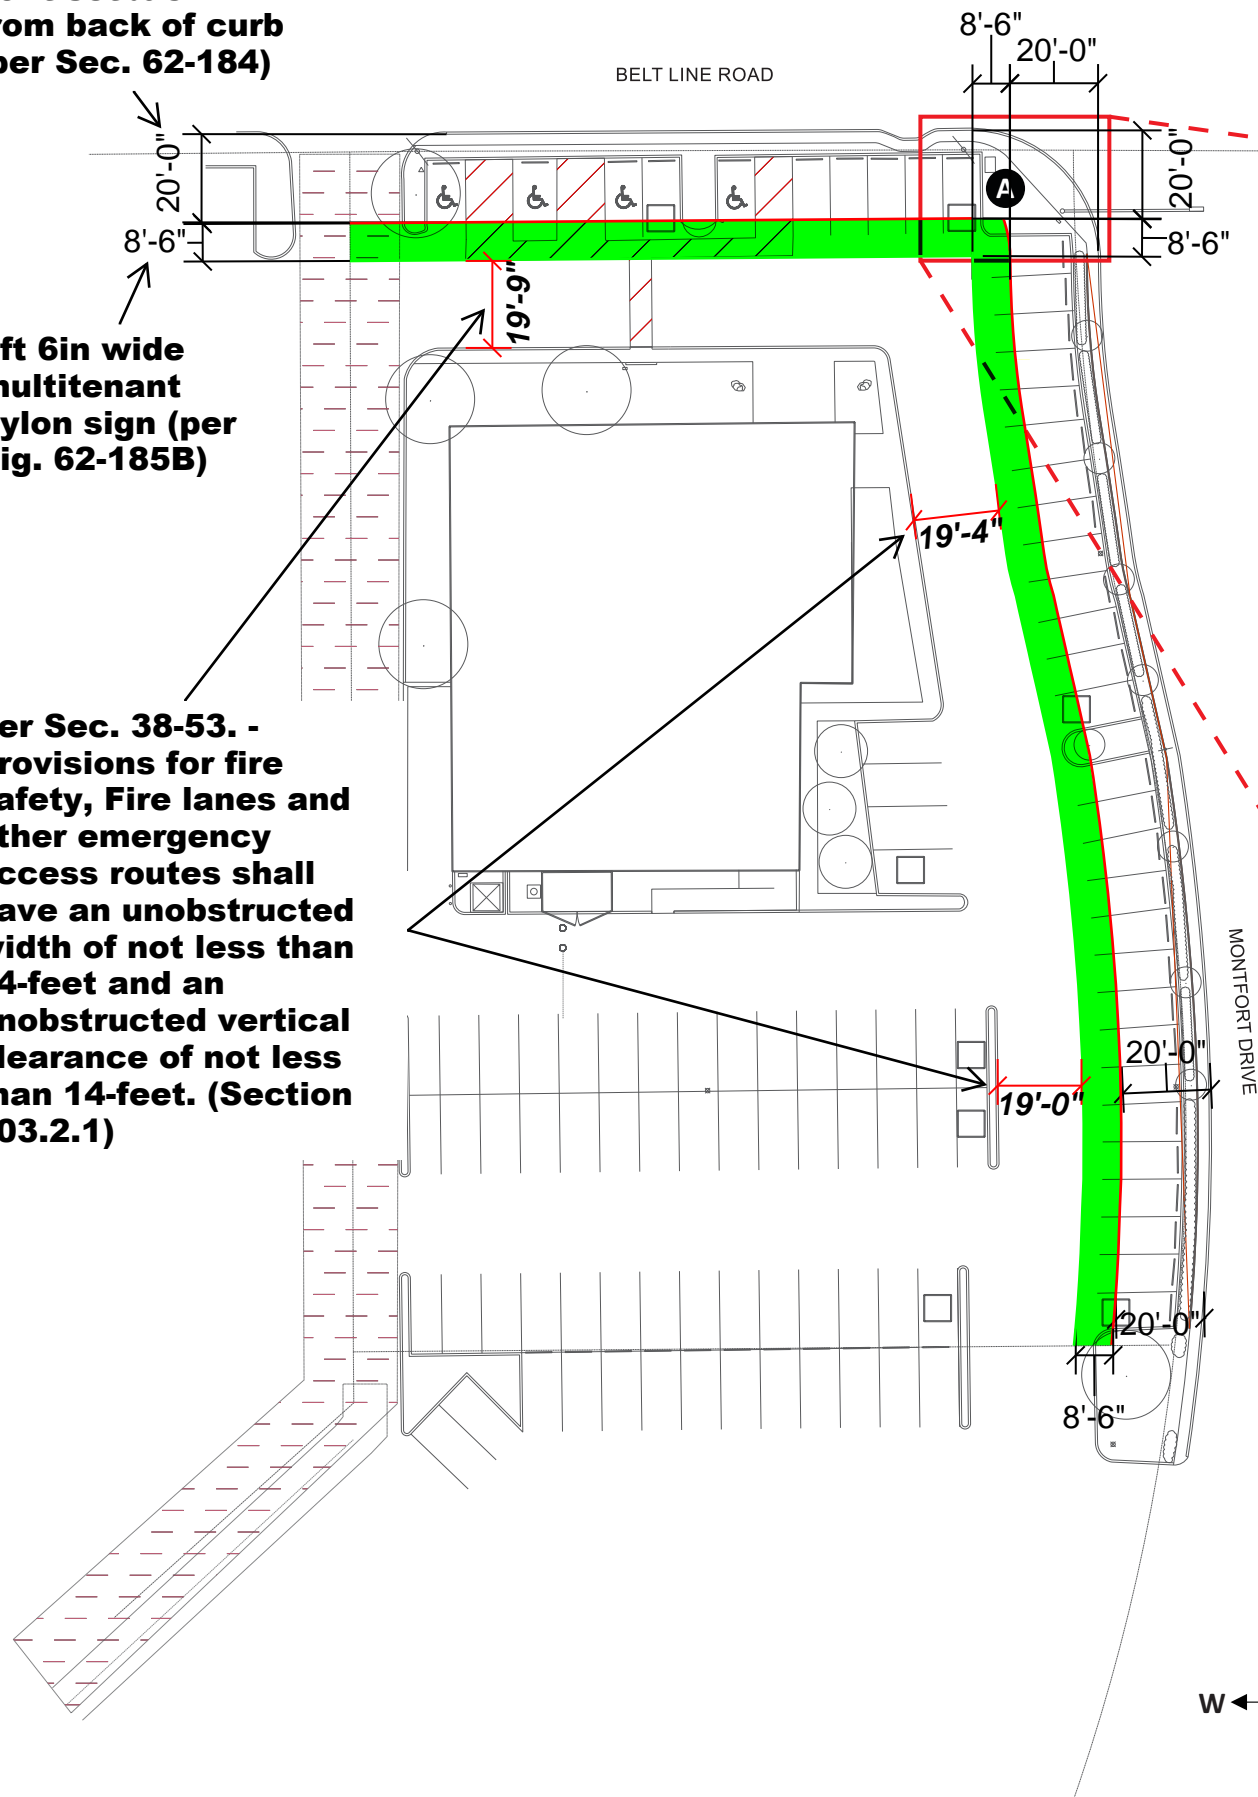 rom back of curb
per Sec. 62-184)
BELT LINE ROAD
8'-6"
20'-0"
20'-0"
8'-6"
20'-0"
8'-6"
A
19'-9"
ft 6in wide
multitenant
ylon sign (per
ig. 62-185B)
19'-4"
er Sec. 38-53. -
rovisions for fire
afety, Fire lanes and
ther emergency
ccess routes shall
ave an unobstructed
width of not less than
4-feet and an
nobstructed vertical
learance of not less
han 14-feet. (Section
03.2.1)
MONTFORT DRIVE
20'-0"
19'-0"
20'-0"
8'-6"
W